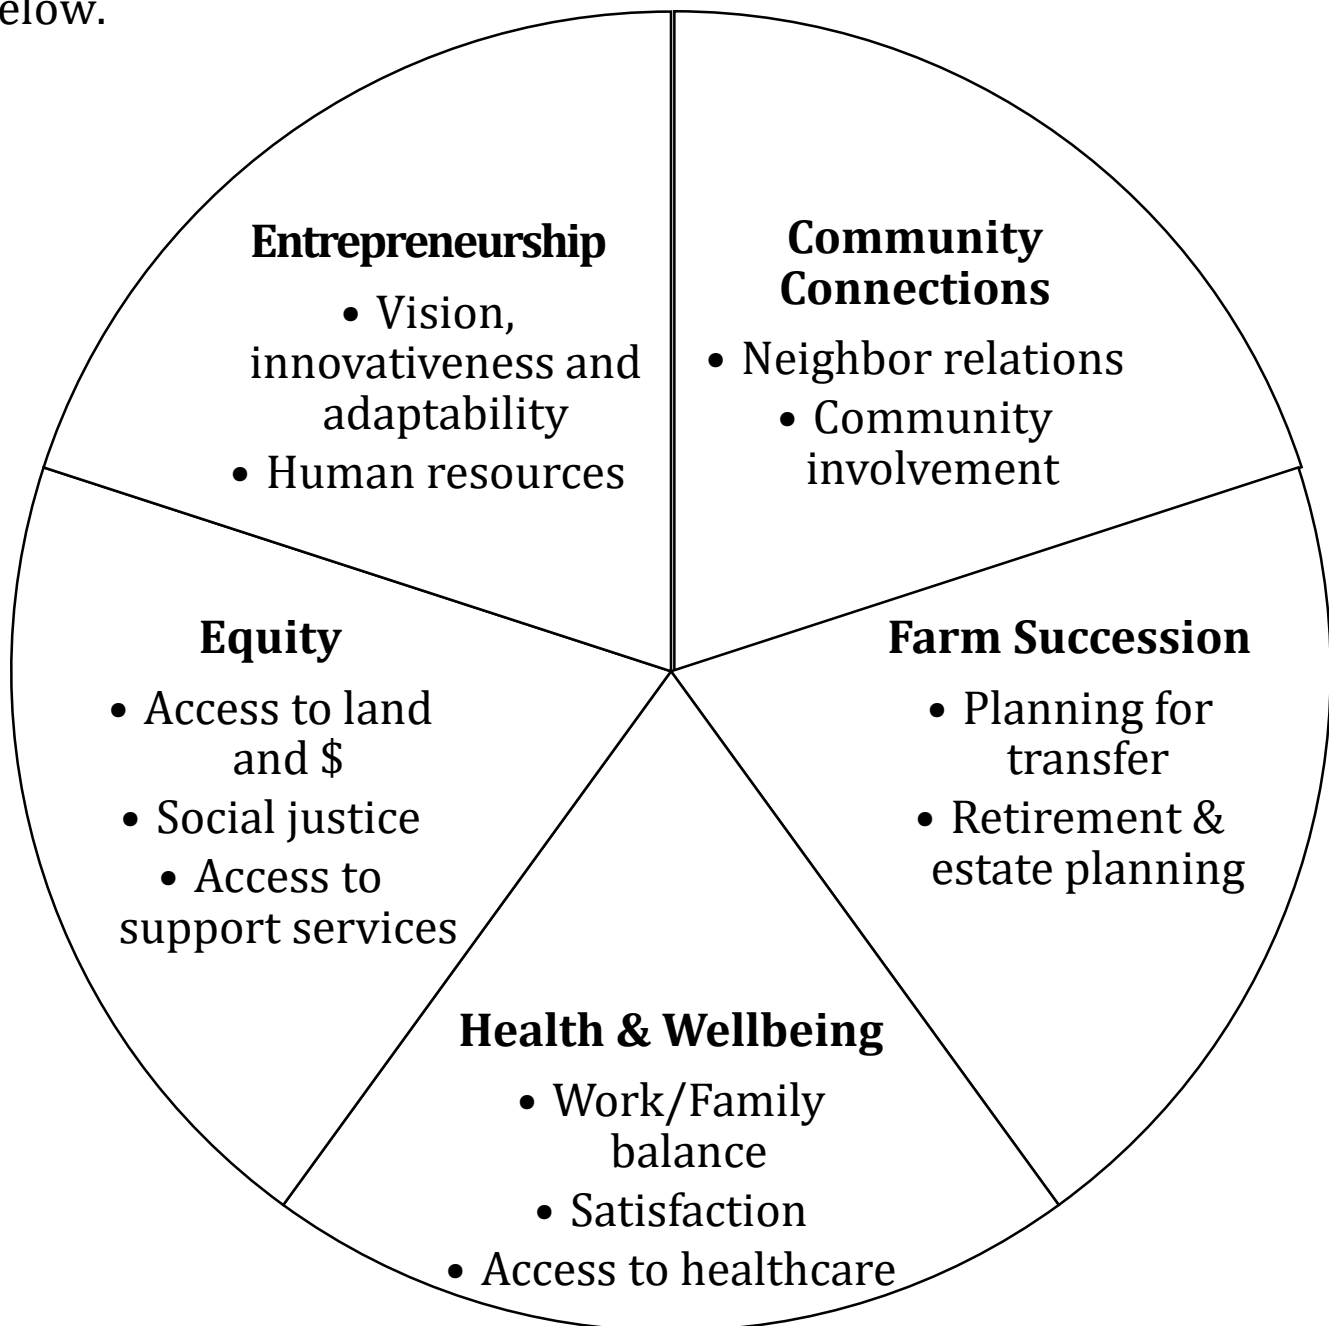 elow.
Entrepreneurship
• Vision,
innovativeness and
adaptability
• Human resources
Community
Connections
• Neighbor relations
• Community
involvement
Equity
• Access to land
and $
• Social justice
• Access to
support services
Farm Succession
• Planning for
transfer
• Retirement &
estate planning
Health & Wellbeing
• Work/Family
balance
• Satisfaction
• Access to healthcare